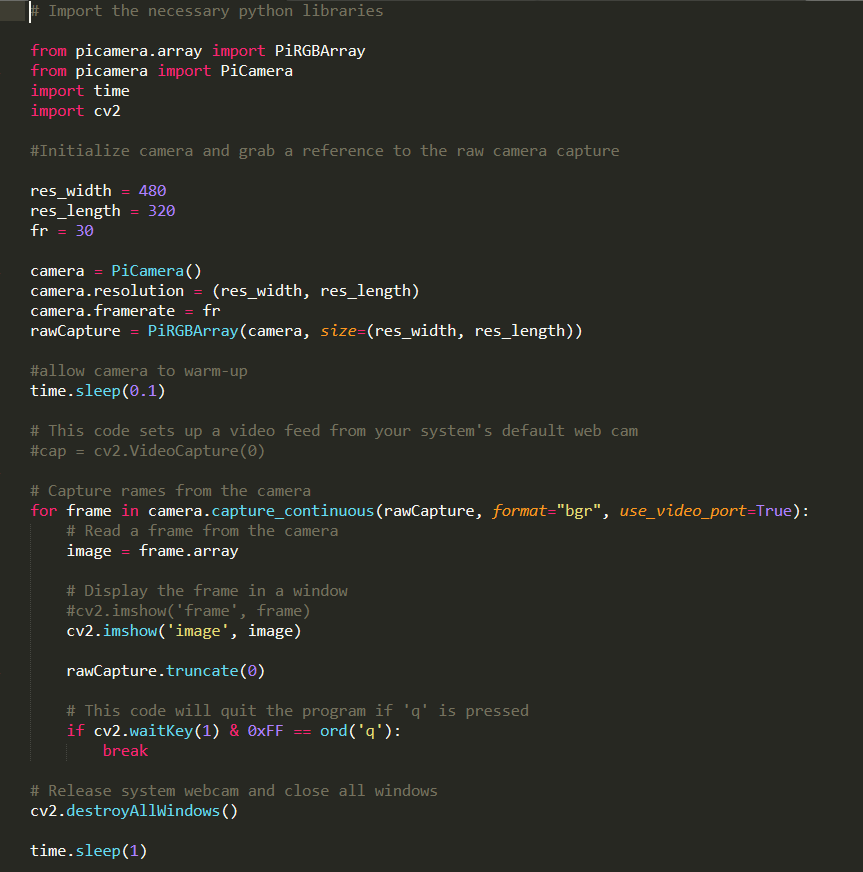 # Import the necessary python libraries
from picamera.array import PiRGBArray
from picamera import PiCamera
import time
import cv2
#Initialize camera and grab a reference to the raw camera capture
res_width = 480
res_length = 320
fr = 30
camera = PiCamera()
camera.resolution = (res_width, res_length)
camera.framerate = fr
rawCapture = PiRGBArray(camera, size=(res_width, res_length))
#allow camera to warm-up
time.sleep(0.1)
# This code sets up a video feed from your system's default web cam
#cap = cv2.VideoCapture(0)
# Capture rames from the camera
for frame in camera.capture_continuous(rawCapture, format="bgr", use_video_port=True):
    # Read a frame from the camera
    image = frame.array
    # Display the frame in a window
    #cv2.imshow('frame', frame)
    cv2.imshow('image', image)
    rawCapture.truncate(0)
    # This code will quit the program if 'q' is pressed
    if cv2.waitKey(1) & 0xFF == ord('q'):
        break
# Release system webcam and close all windows
cv2.destroyAllWindows()
time.sleep(1)